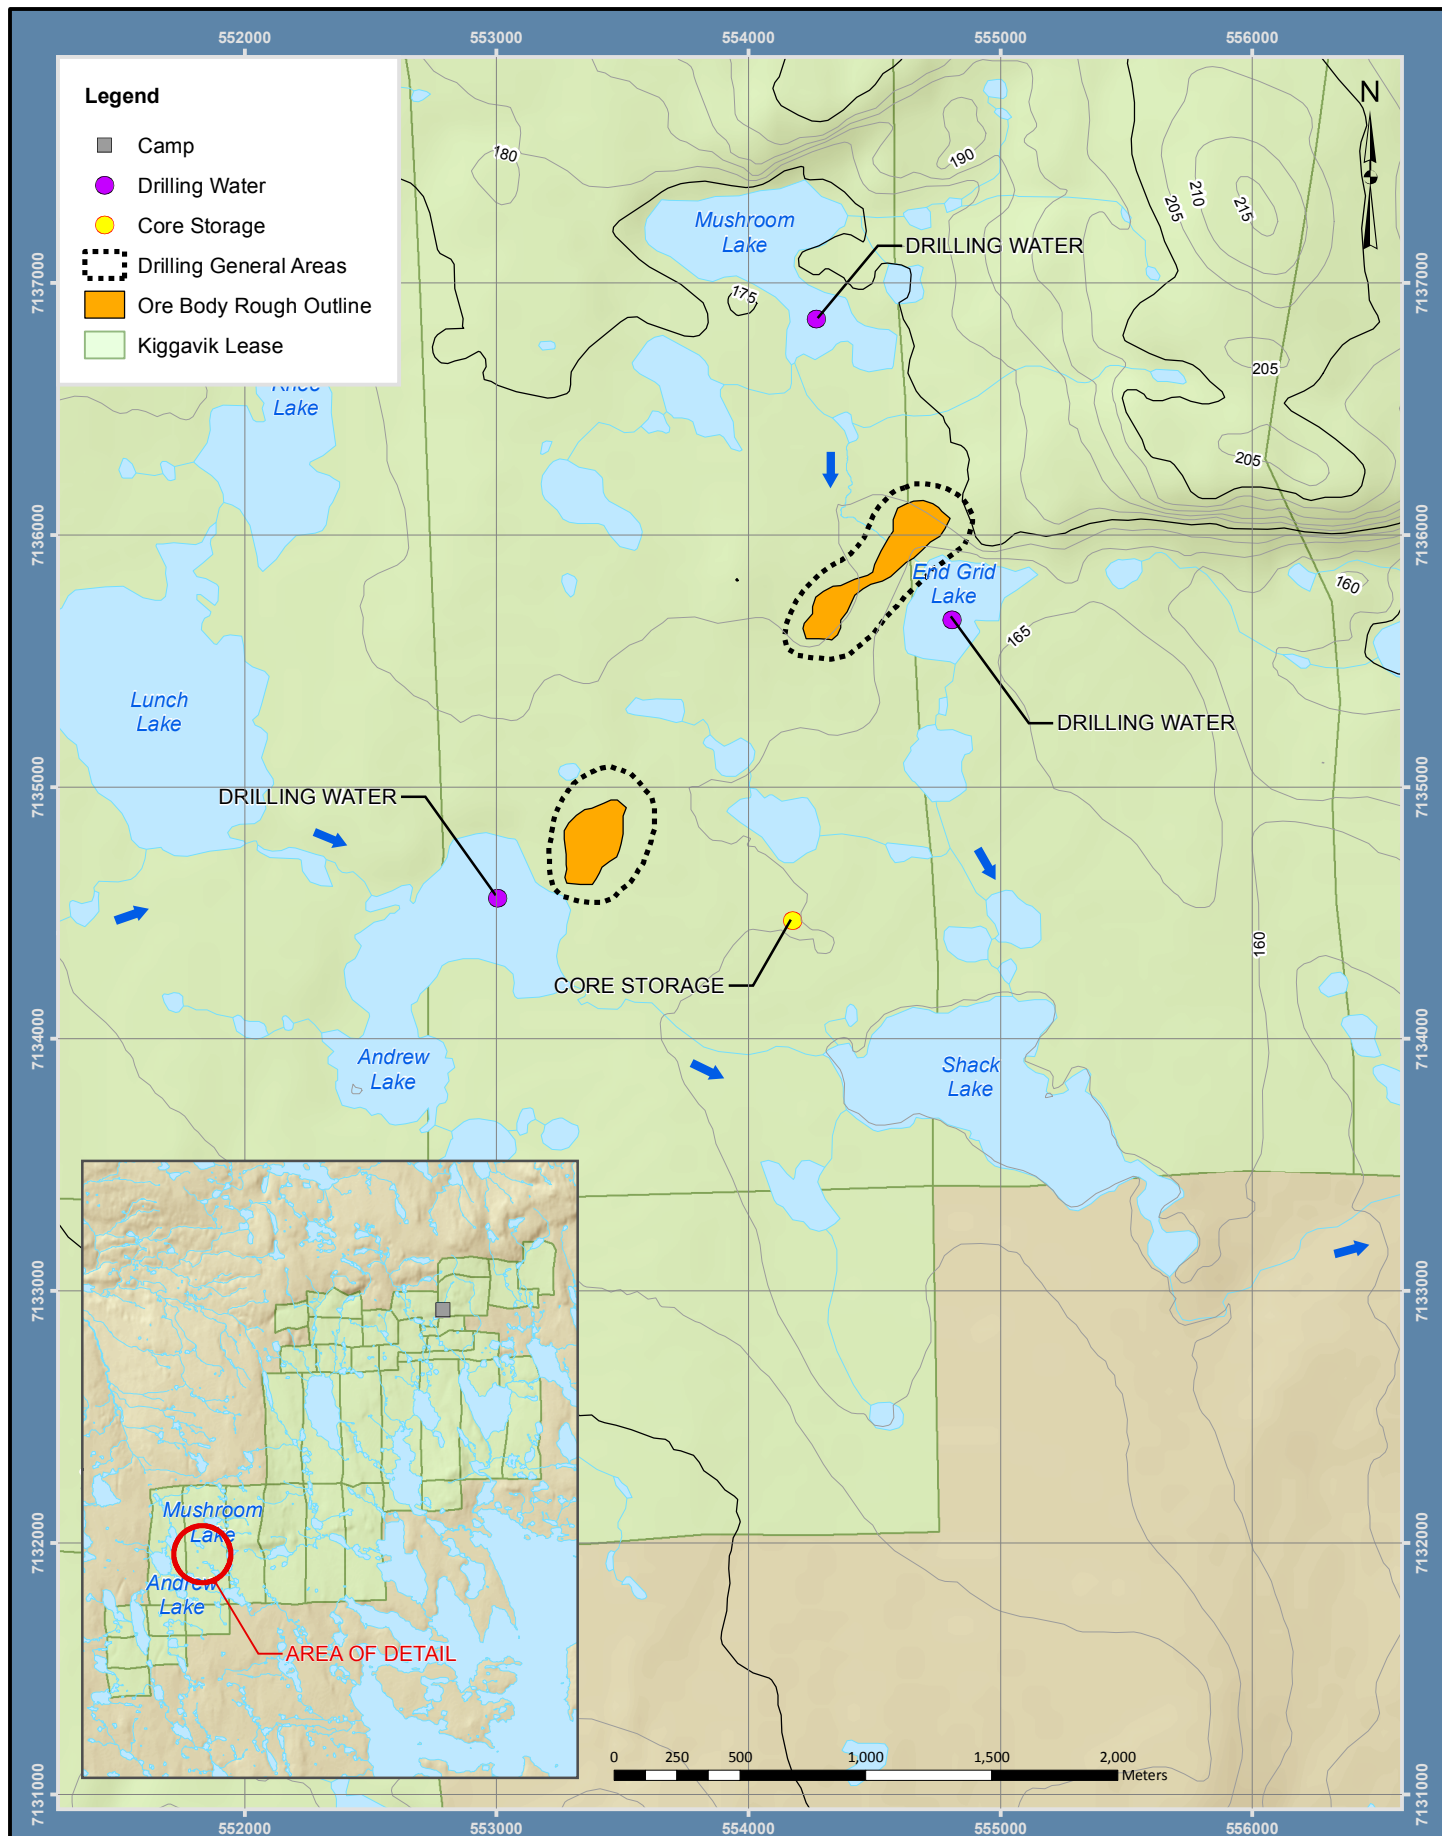 552000
553000
554000
555000
556000
Legend
Camp
Drilling Water
Core Storage
Drilling General Areas
Ore Body Rough Outline
Kiggavik Lease
N
180
190
205
210
215
Mushroom
Lake
DRILLING WATER
7137000
7137000
175
205
Knee
Lake
205
7136000
7136000
End Grid
Lake
160
165
Lunch
Lake
DRILLING WATER
7135000
7135000
DRILLING WATER
160
CORE STORAGE
7134000
7134000
Andrew
Lake
Shack
Lake
7133000
7133000
Mushroom
Lake
7132000
7132000
Andrew
Lake
AREA OF DETAIL
0
250
500
1,000
1,500
2,000
Meters
7131000
7131000
552000
553000
554000
555000
556000